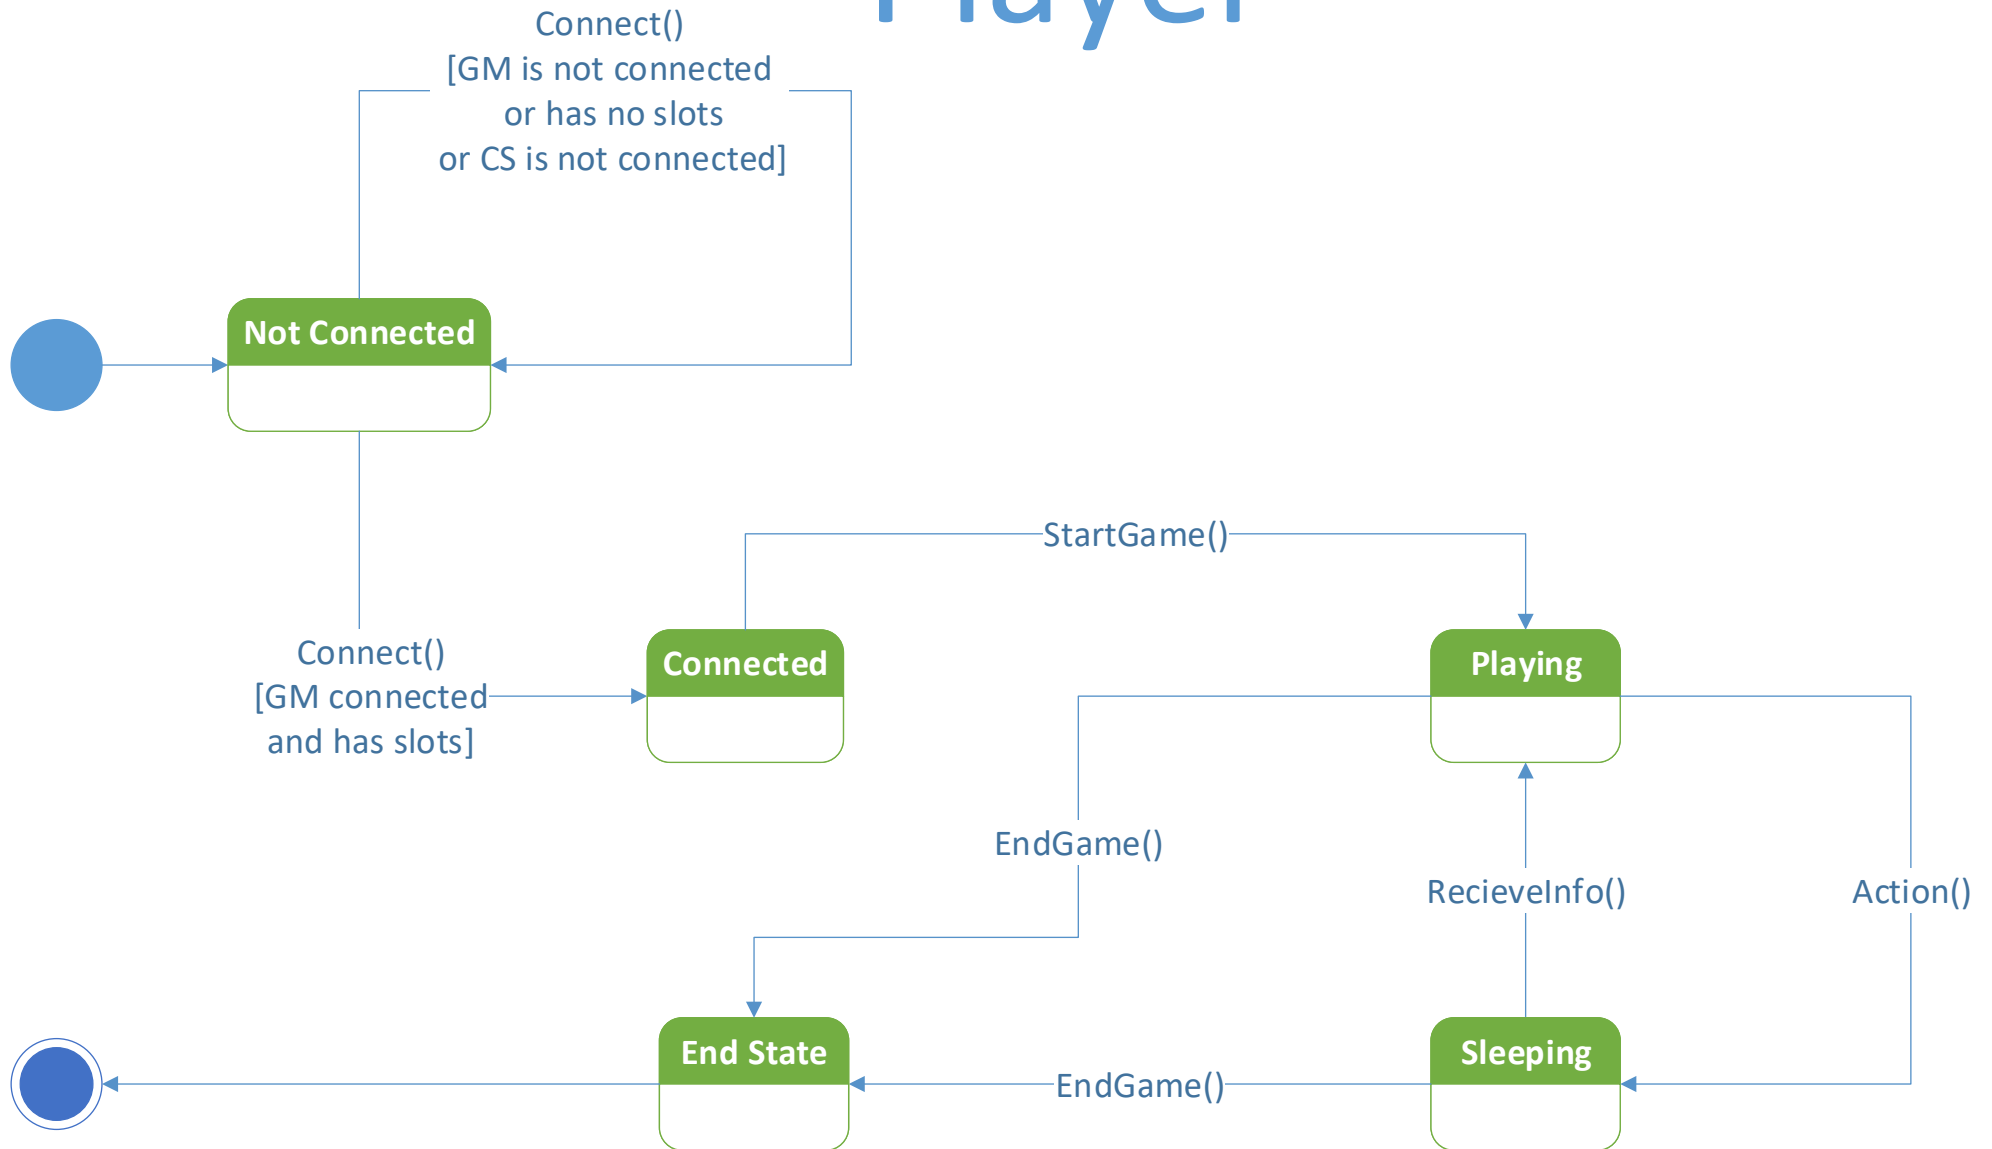 Player
Connect()
[GM is not connected
or has no slots
or CS is not connected]
Not Connected
StartGame()
Connect()
[GM connected
and has slots]
Connected
Playing
EndGame()
RecieveInfo()
Action()
End State
EndGame()
Sleeping